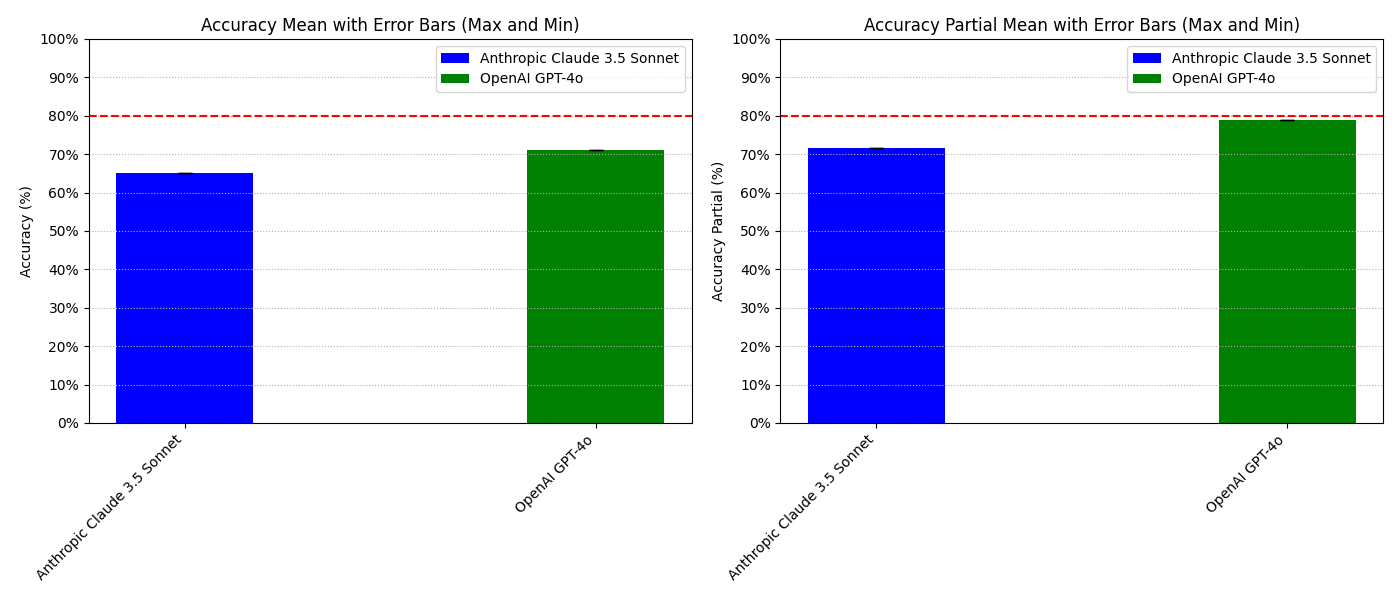 Accuracy Mean with Error Bars (Max and Min)
100%
90%
80%
70%
60%
50%
40%
30%
20%
10%
0%
Accuracy (%)
Anthropic Claude 3.5 Sonnet
OpenAI GPT-4o
Anthropic Claude 3.5 Sonnet
OpenAI GPT-4o
Accuracy Partial Mean with Error Bars (Max and Min)
100%
90%
80%
70%
60%
50%
40%
30%
20%
10%
0%
Accuracy Partial (%)
Anthropic Claude 3.5 Sonnet
OpenAI GPT-4o
Anthropic Claude 3.5 Sonnet
OpenAI GPT-4o